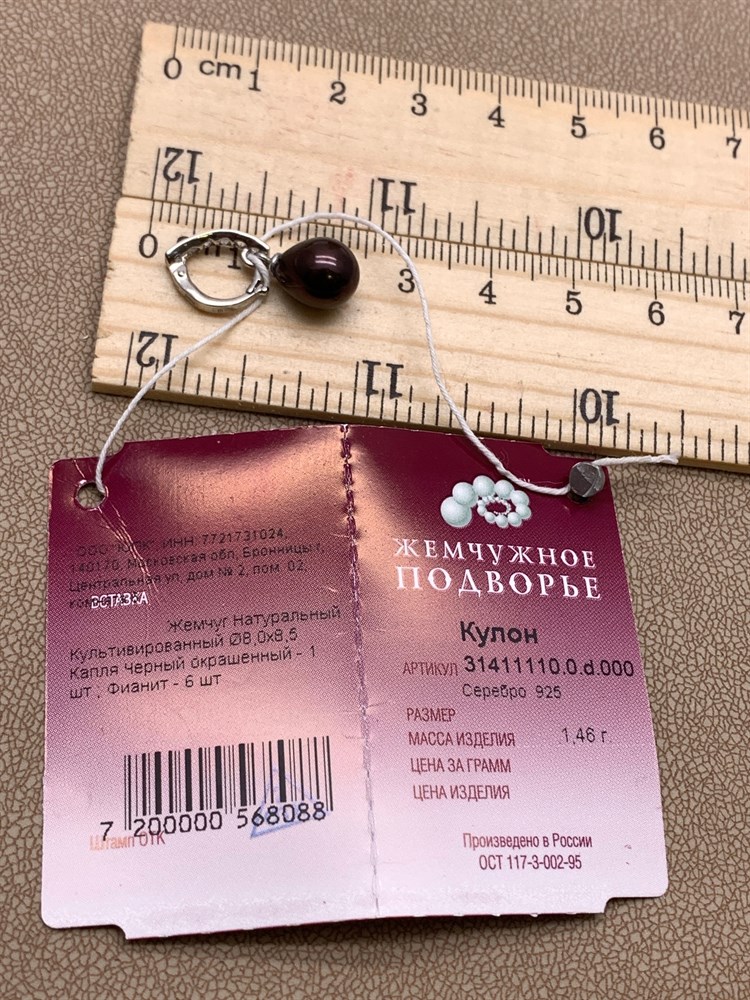 0 cm 1 2 3 4 5 6 7
12 11 10
0 1 3 4 5 6 7
12 11 10
ООО "КЛК", ИНН: 7721731024,
140170, Московская обл, Бронницы г,
Центральная ул, дом № 2, пом. 02,
ВСТАВКА
Жемчуг Натуральный
Культивированный Ø8,0х8,5
Капля Черный окрашенный - 1
шт ; Фианит - 6 шт
7 200000 568088
Штамп ОТК
ЖЕМЧУЖНОЕ
ПОДВОРЬЕ
Кулон
АРТИКУЛ 31411110.0.d.000
Серебро 925
РАЗМЕР
МАССА ИЗДЕЛИЯ 1,46 г.
ЦЕНА ЗА ГРАММ
ЦЕНА ИЗДЕЛИЯ
Произведено в России
ОСТ 117-3-002-95